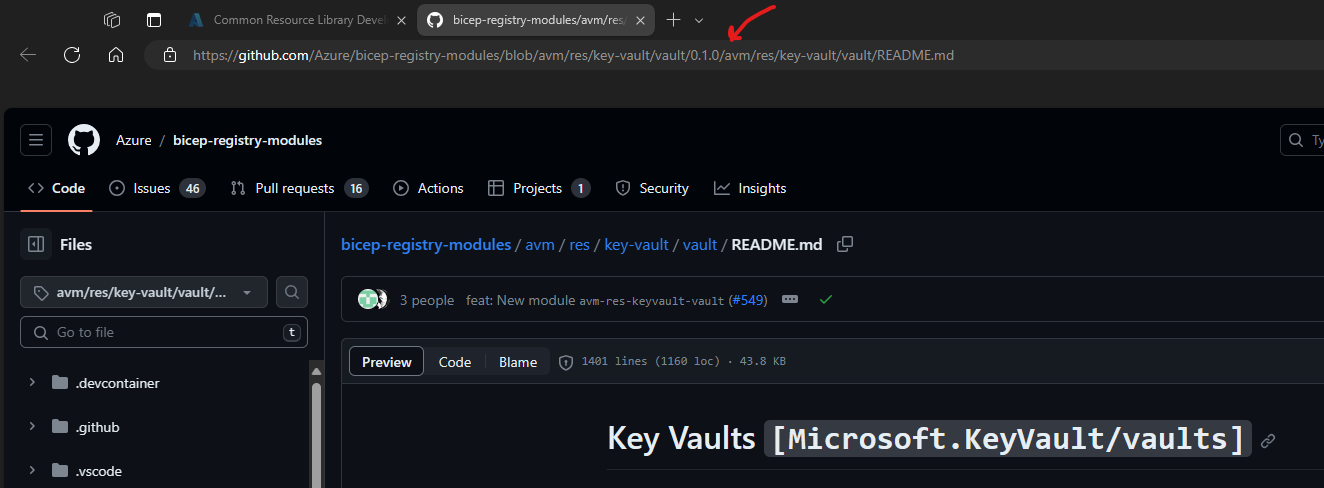 Common Resource Library Devel
bicep-registry-modules/avm/res/
https://github.com/Azure/bicep-registry-modules/blob/avm/res/key-vault/vault/0.1.0/avm/res/key-vault/vault/README.md
Azure / bicep-registry-modules
Ty
Code Issues 46 Pull requests 16 Actions Projects 1 Security Insights
Files
bicep-registry-modules / avm / res / key-vault / vault / README.md
avm/res/key-vault/vault/...
3 people feat: New module avm-res-keyvault-vault (#549)
Go to file t
Preview Code Blame 1401 lines (1160 loc) · 43.8 KB
.devcontainer
.github
.vscode
Key Vaults [Microsoft.KeyVault/vaults]